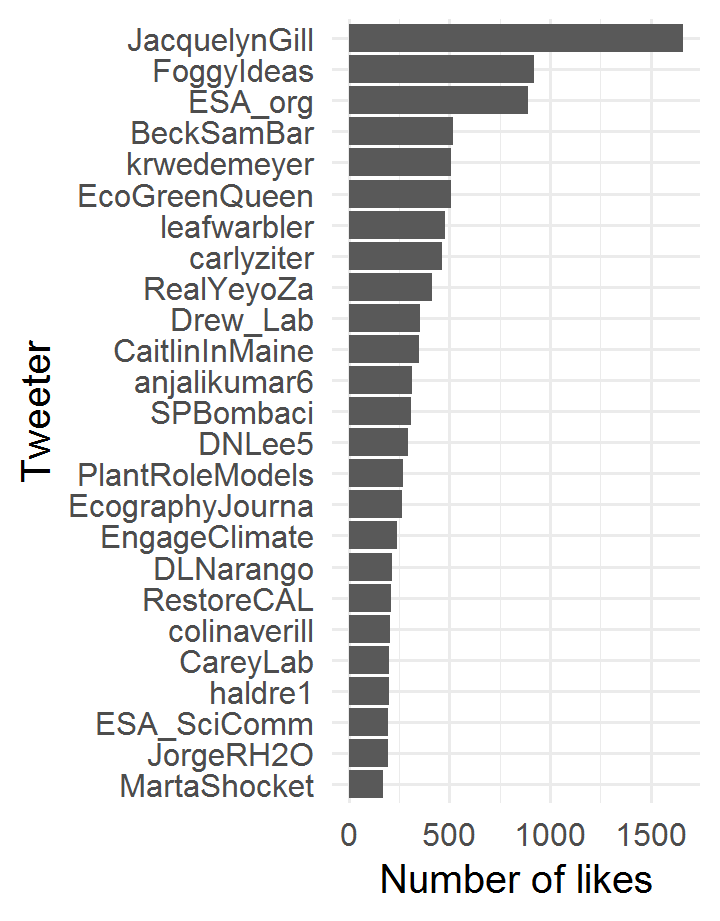 JacquelynGill
FoggyIdeas
ESA_org
BeckSamBar
krwedemeyer
EcoGreenQueen
leafwarbler
carlyziter
RealYeyoZa
Drew_Lab
CaitlinInMaine
anjalikumar6
SPBombaci
DNLee5
PlantRoleModels
EcographyJourna
EngageClimate
DLNarango
RestoreCAL
colinaverill
CareyLab
haldre1
ESA_SciComm
JorgeRH2O
MartaShocket
Tweeter
0 500 1000 1500
Number of likes